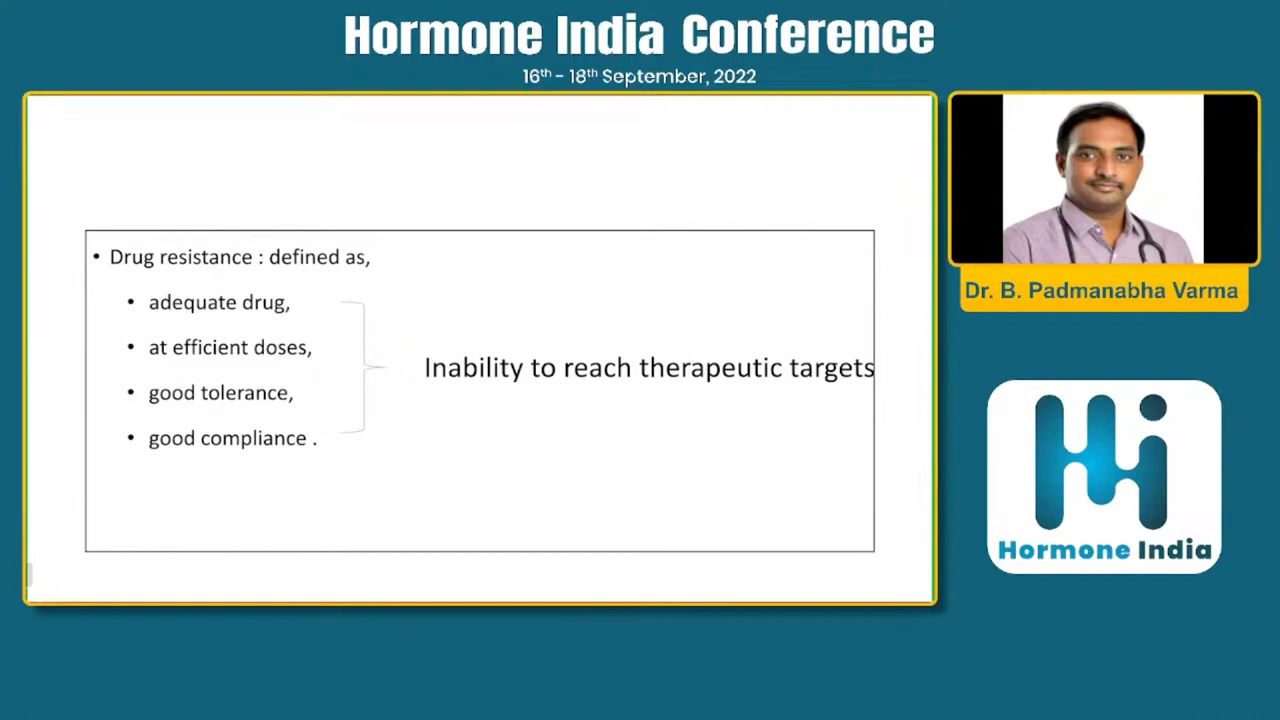 Hormone India Conference
16th - 18th September, 2022
• Drug resistance : defined as,
• adequate drug,
• at efficient doses,
• good tolerance,
• good compliance .
Inability to reach therapeutic targets
Dr. B. Padmanabha Varma
Hormone India